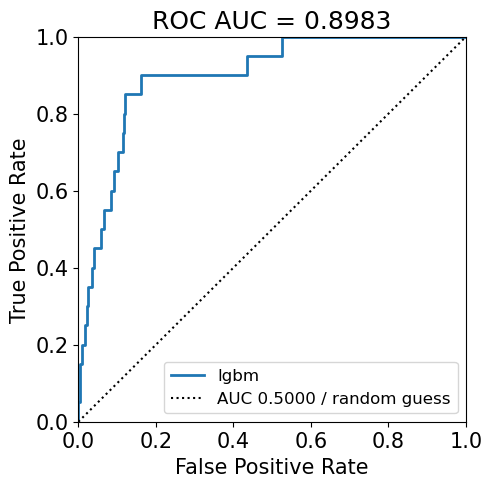 ROC AUC = 0.8983
1.0
0.8
0.6
0.4
0.2
0.0
True Positive Rate
lgbm
AUC 0.5000 / random guess
0.0 0.2 0.4 0.6 0.8 1.0
False Positive Rate